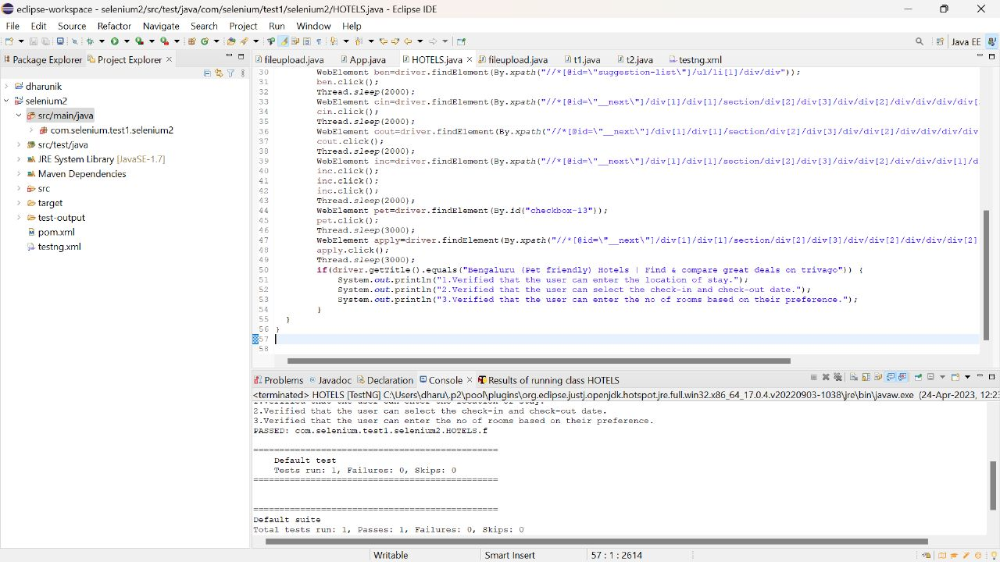 eclipse-workspace - selenium2/src/test/java/com/selenium/test1/selenium2/HOTELS.java - Eclipse IDE
File Edit Source Refactor Navigate Search Project Run Window Help
Java EE
Package Explorer Project Explorer
fileupload.java App.java HOTELS.java fileupload.java t1.java t2.java testng.xml
dharunik
selenium2
src/main/java
com.selenium.test1.selenium2
src/test/java
JRE System Library [JavaSE-1.7]
Maven Dependencies
src
target
test-output
pom.xml
testng.xml
30 WebElement ben=driver.findElement(By.xpath("//*[@id=\"suggestion-list\"]/ul/li[1]/div/div"));
31 ben.click();
32 Thread.sleep(2000);
33 WebElement cin=driver.findElement(By.xpath("//*[@id=\"__next\"]/div[1]/div[1]/section/div[2]/div[3]/div/div[2]/div/div/div/div[
34 cin.click();
35 Thread.sleep(2000);
36 WebElement cout=driver.findElement(By.xpath("//*[@id=\"__next\"]/div[1]/div[1]/section/div[2]/div[3]/div/div[2]/div/div/div/div
37 cout.click();
38 Thread.sleep(2000);
39 WebElement inc=driver.findElement(By.xpath("//*[@id=\"__next\"]/div[1]/div[1]/section/div[2]/div[3]/div/div[2]/div/div/div[1]/d
40 inc.click();
41 inc.click();
42 inc.click();
43 Thread.sleep(2000);
44 WebElement pet=driver.findElement(By.id("checkbox-13"));
45 pet.click();
46 Thread.sleep(3000);
47 WebElement apply=driver.findElement(By.xpath("//*[@id=\"__next\"]/div[1]/div[1]/section/div[2]/div[3]/div/div[2]/div/div/div[2]
48 apply.click();
49 Thread.sleep(3000);
50 if(driver.getTitle().equals("Bengaluru (Pet friendly) Hotels | Find & compare great deals on trivago")) {
51 System.out.println("1.Verified that the user can enter the location of stay.");
52 System.out.println("2.Verified that the user can select the check-in and check-out date.");
53 System.out.println("3.Verified that the user can enter the no of rooms based on their preference.");
54 }
55 }
56 }
57
58
Problems Javadoc Declaration Console Results of running class HOTELS
<terminated> HOTELS [TestNG] C:\Users\dharu\.p2\pool\plugins\org.eclipse.justj.openjdk.hotspot.jre.full.win32.x86_64_17.0.4.v20220903-1038\jre\bin\javaw.exe (24-Apr-2023, 12:2
2.Verified that the user can select the check-in and check-out date.
3.Verified that the user can enter the no of rooms based on their preference.
PASSED: com.selenium.test1.selenium2.HOTELS.f
===============================================
Default test
Tests run: 1, Failures: 0, Skips: 0
===============================================
===============================================
Default suite
Total tests run: 1, Passes: 1, Failures: 0, Skips: 0
Writable Smart Insert 57 : 1 : 2614